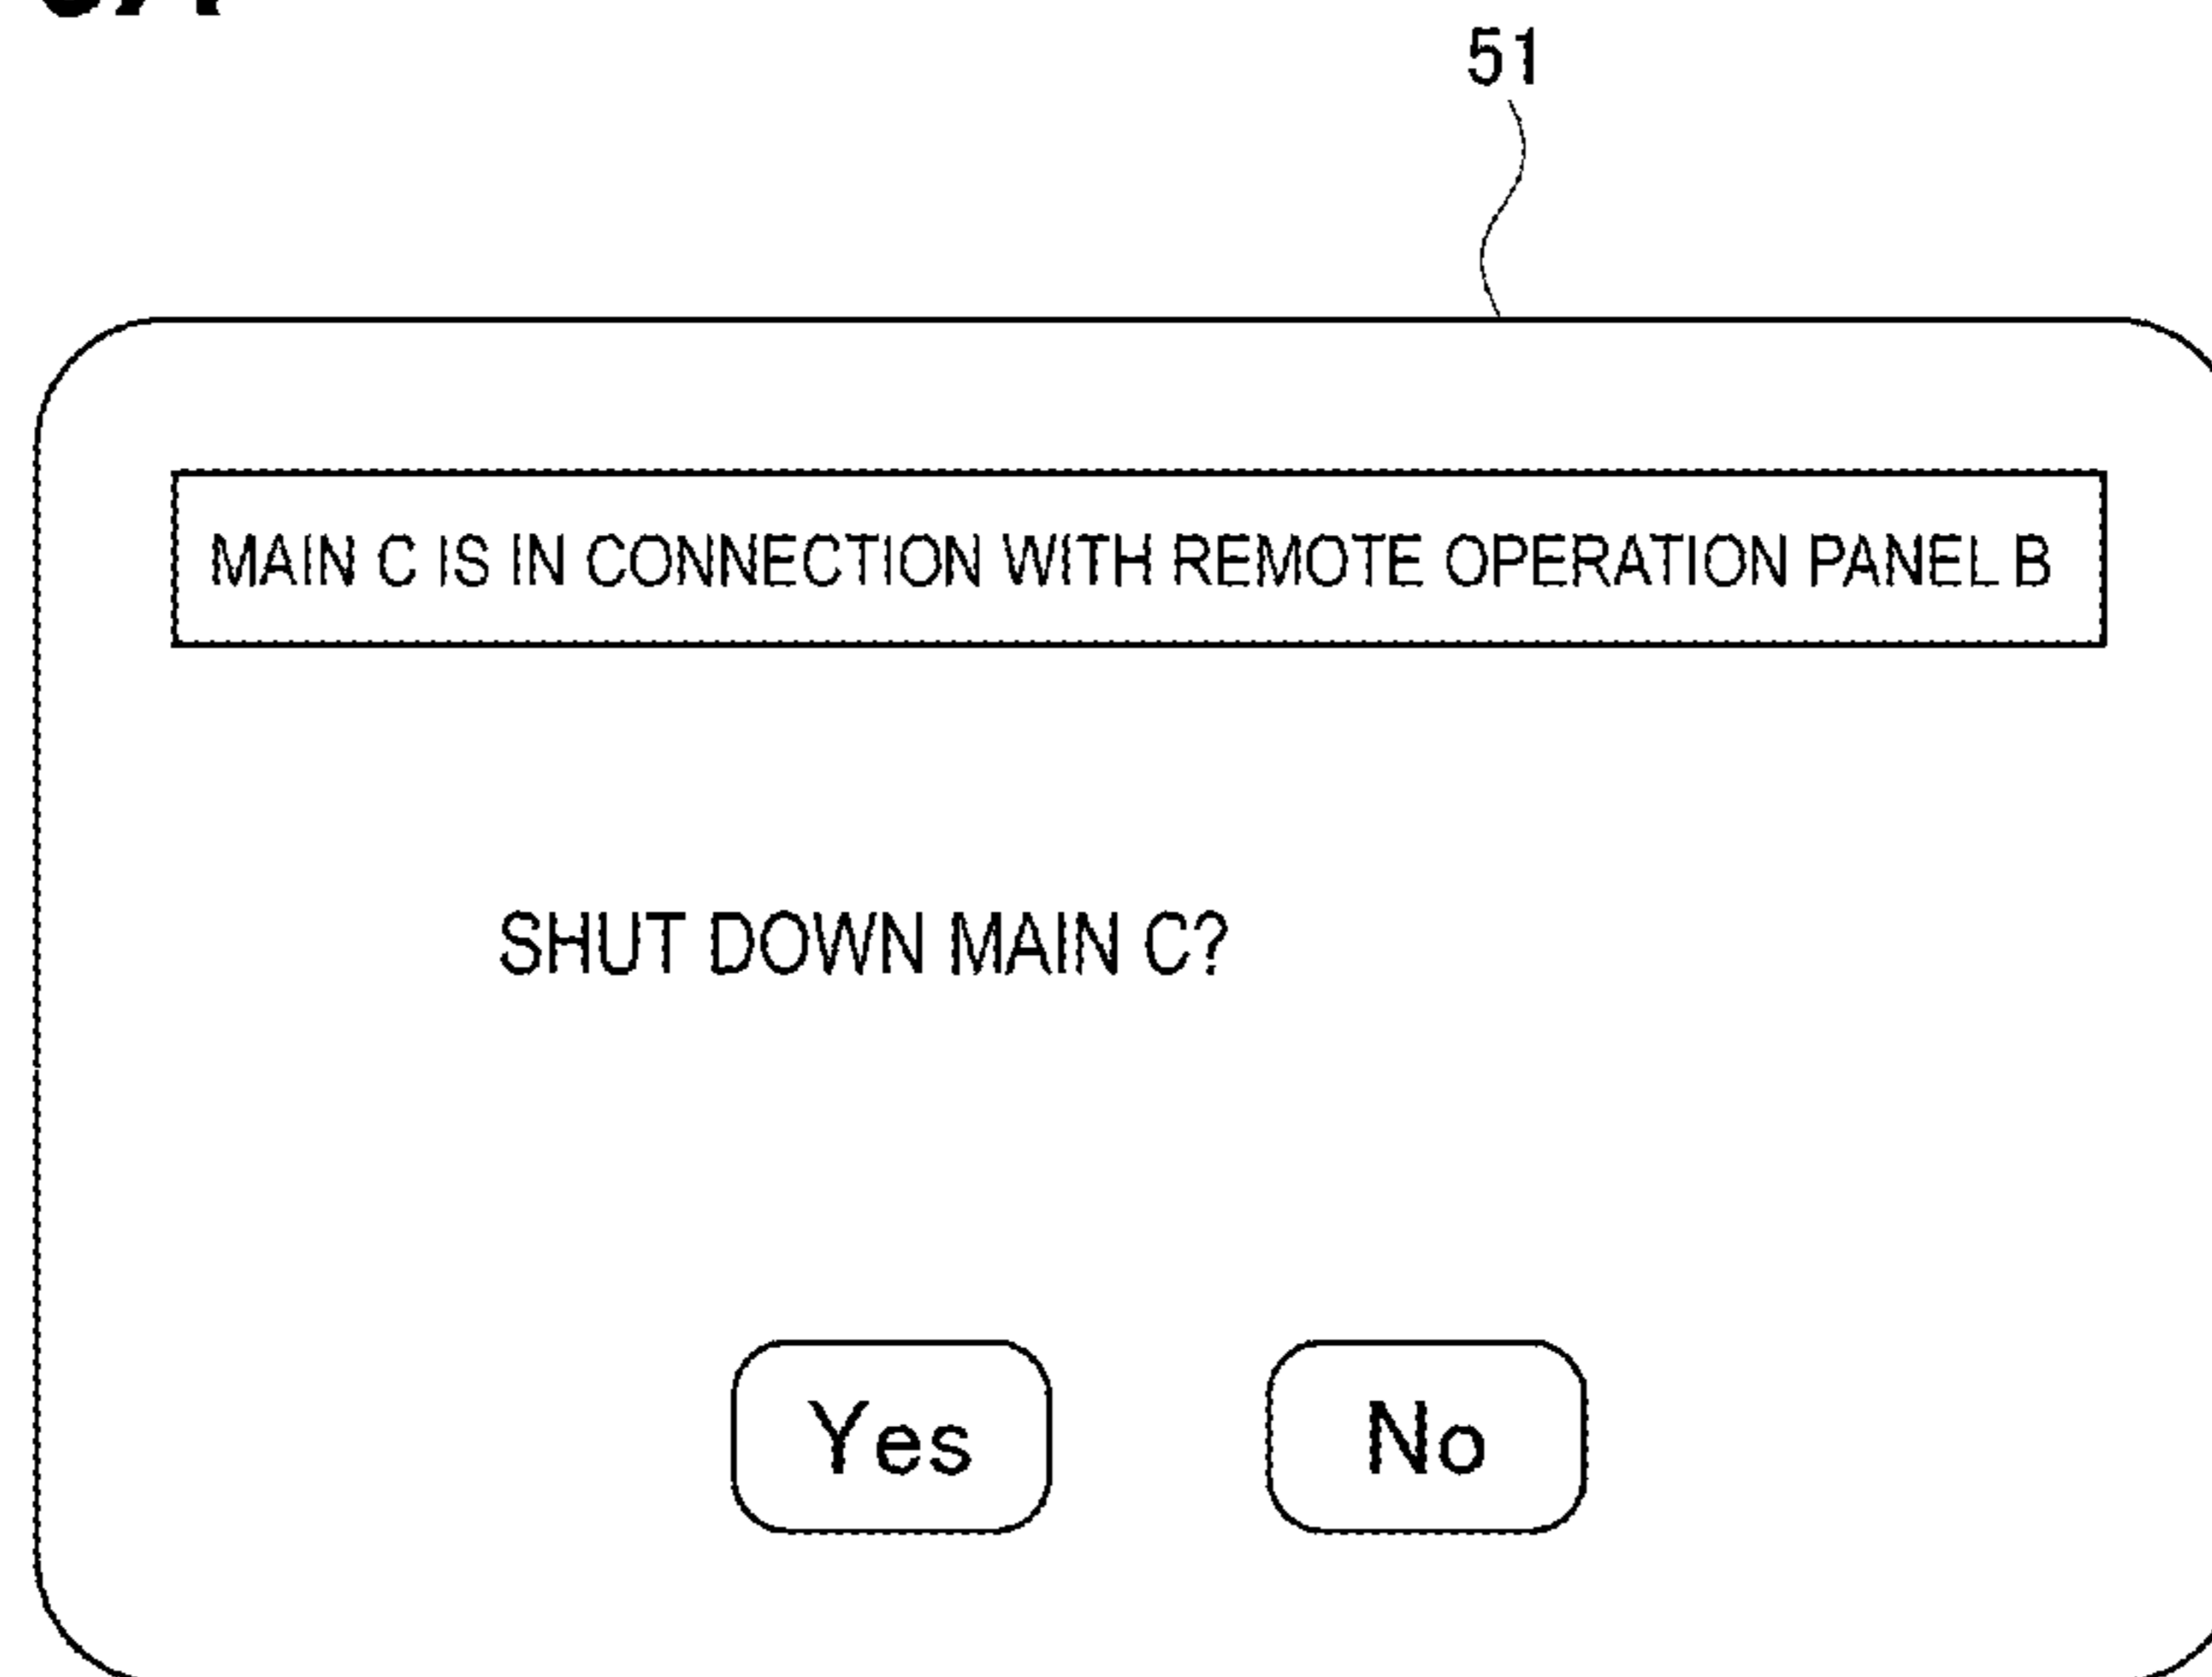 51
MAIN C IS IN CONNECTION WITH REMOTE OPERATION PANEL B
SHUT DOWN MAIN C?
Yes No